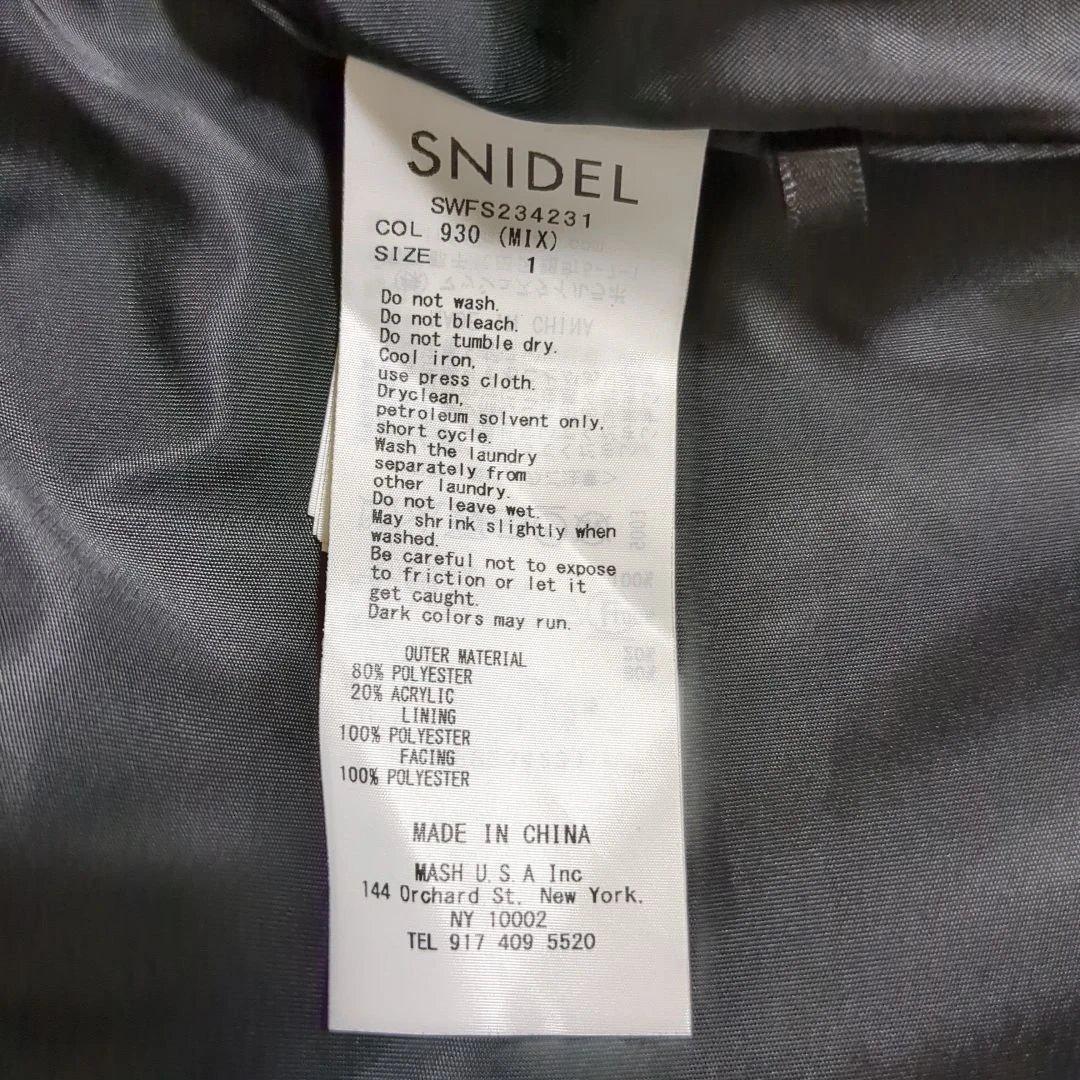 SNIDEL
SWFS234231
COL 930 (MIX)
SIZE 1
Do not wash.
Do not bleach.
Do not tumble dry.
Cool iron,
use press cloth.
Dryclean,
petroleum solvent only,
short cycle.
Wash the laundry
separately from
other laundry.
Do not leave wet.
May shrink slightly when
washed.
Be careful not to expose
to friction or let it
get caught.
Dark colors may run.
OUTER MATERIAL
80% POLYESTER
20% ACRYLIC
LINING
100% POLYESTER
FACING
100% POLYESTER
MADE IN CHINA
MASH U.S.A Inc
144 Orchard St. New York.
NY 10002
TEL 917 409 5520